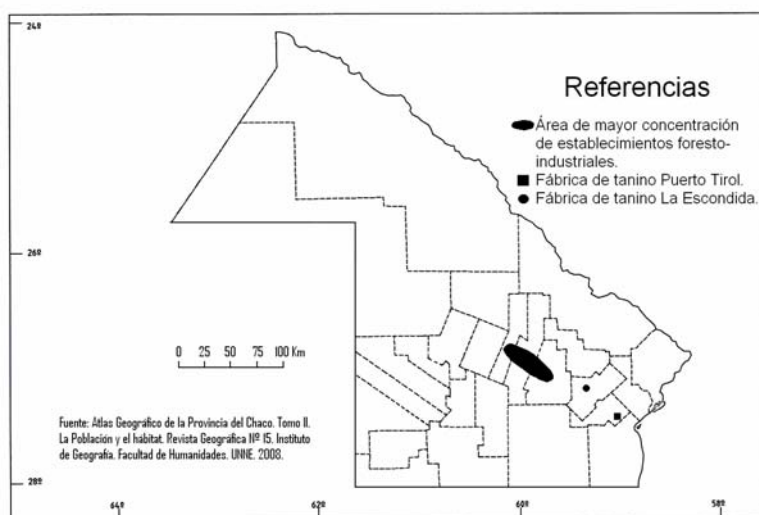 24º
Referencias
Área de mayor concentración
de establecimientos foresto-
industriales.
Fábrica de tanino Puerto Tirol.
Fábrica de tanino La Escondida.
26º
0 25 50 75 100 Km
Fuente: Atlas Geográfico de la Provincia del Chaco. Tomo II.
La Población y el hábitat. Revista Geográfica Nº 15. Instituto
de Geografía. Facultad de Humanidades. UNNE. 2008.
28º
64º 62º 60º 58º